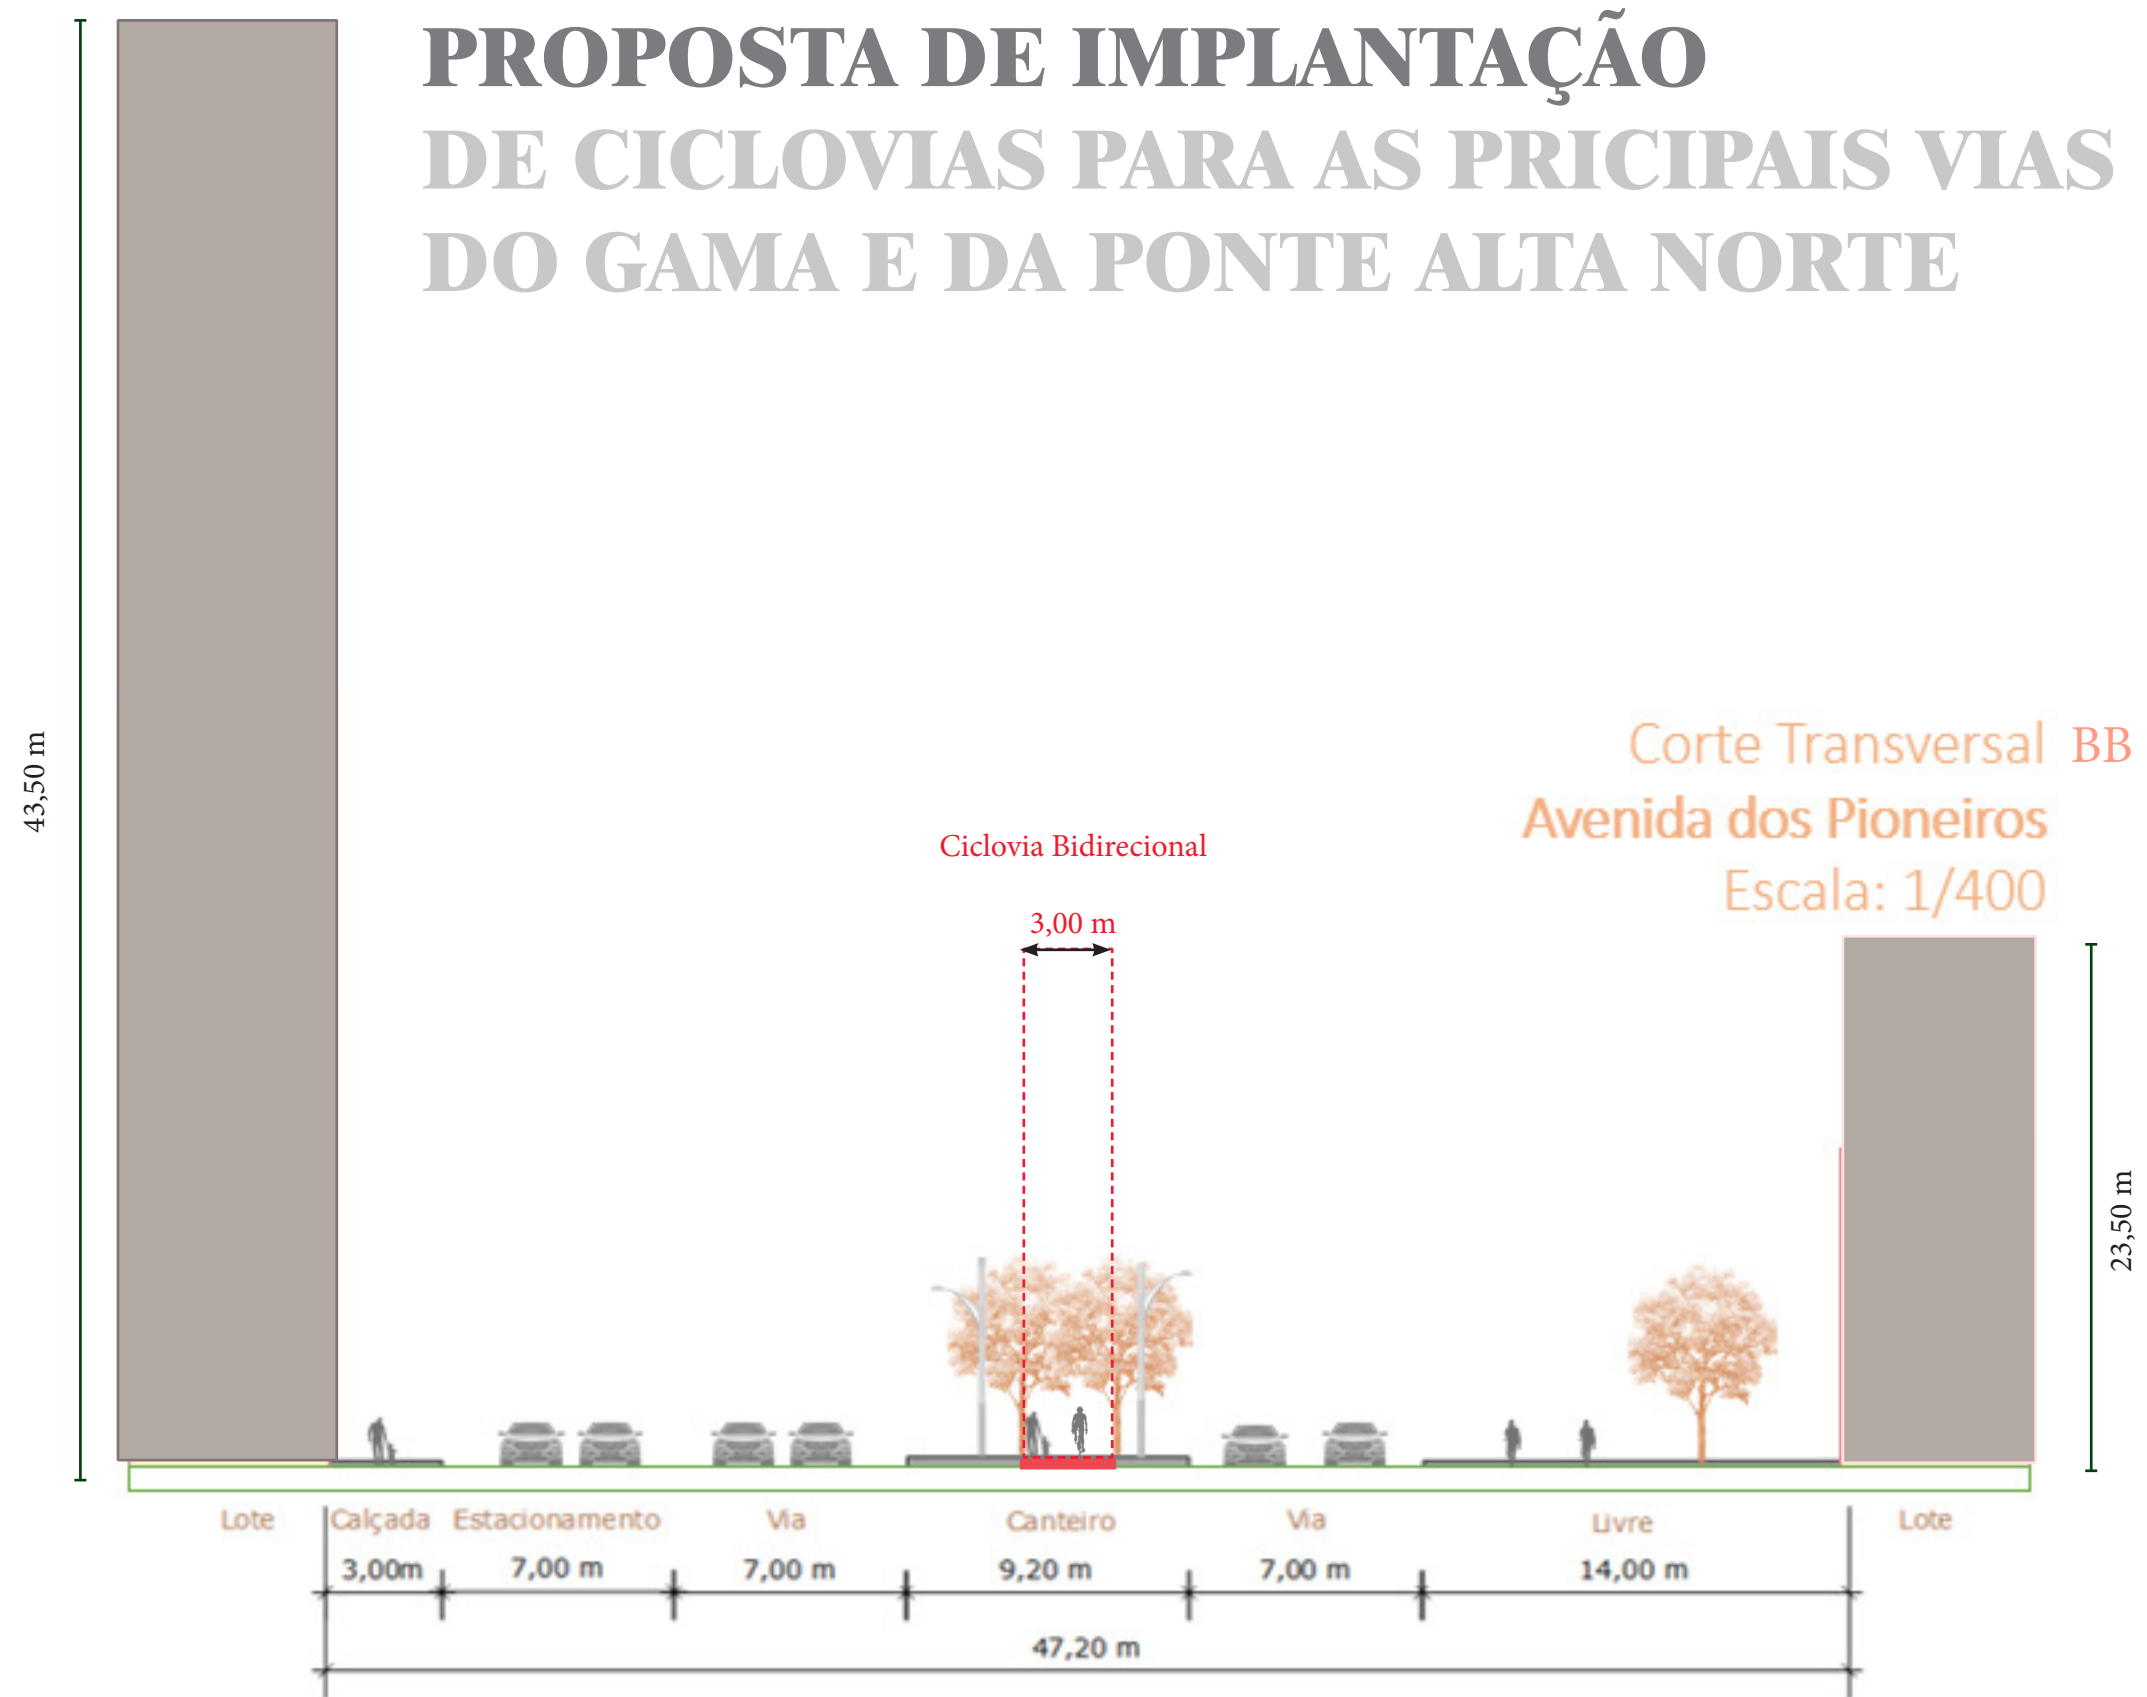 PROPOSTA DE IMPLANTAÇÃO
DE CICLOVIAS PARA AS PRICIPAIS VIAS
DO GAMA E DA PONTE ALTA NORTE
43,50 m
Corte Transversal BB
Avenida dos Pioneiros
Escala: 1/400
Ciclovia Bidirecional
3,00 m
23,50 m
Lote Calçada Estacionamento Via Canteiro Via Livre Lote
3,00m 7,00 m 7,00 m 9,20 m 7,00 m 14,00 m
47,20 m